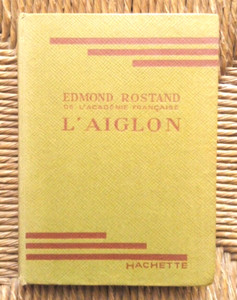 EDMOND ROSTAND
DE L'ACADÉMIE FRANÇAISE
L'AIGLON
HACHETTE